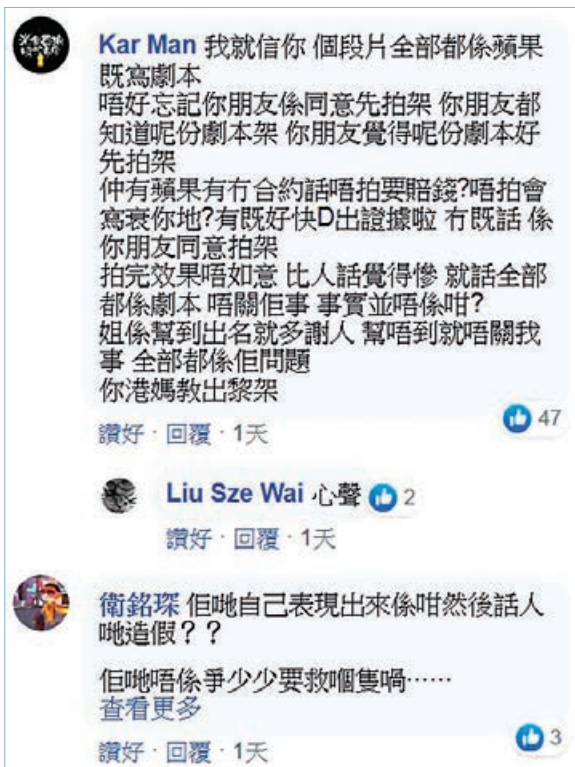 Kar Man 我就信你 個段片全部都係蘋果
既寫劇本
唔好忘記你朋友係同意先拍架 你朋友都
知道呢份劇本架 你朋友覺得呢份劇本好
先拍架
仲有蘋果有冇合約話唔拍要賠錢?唔拍會
寫衰你地?有既好快D出證據啦 冇既話 係
你朋友同意拍架
拍完效果唔如意 比人話覺得慘 就話全部
都係劇本 唔關佢事 事實並唔係咁?
姐係幫到出名就多謝人 幫唔到就唔關我
事 全部都係佢問題
你港媽教出黎架
47
讚好 · 回覆 · 1天
Liu Sze Wai 心聲 2
讚好 · 回覆 · 1天
衛銘琛 佢哋自己表現出來係咁然後話人
哋造假？？
佢哋唔係爭少少要救嗰隻喎……
查看更多
3
讚好 · 回覆 · 1天